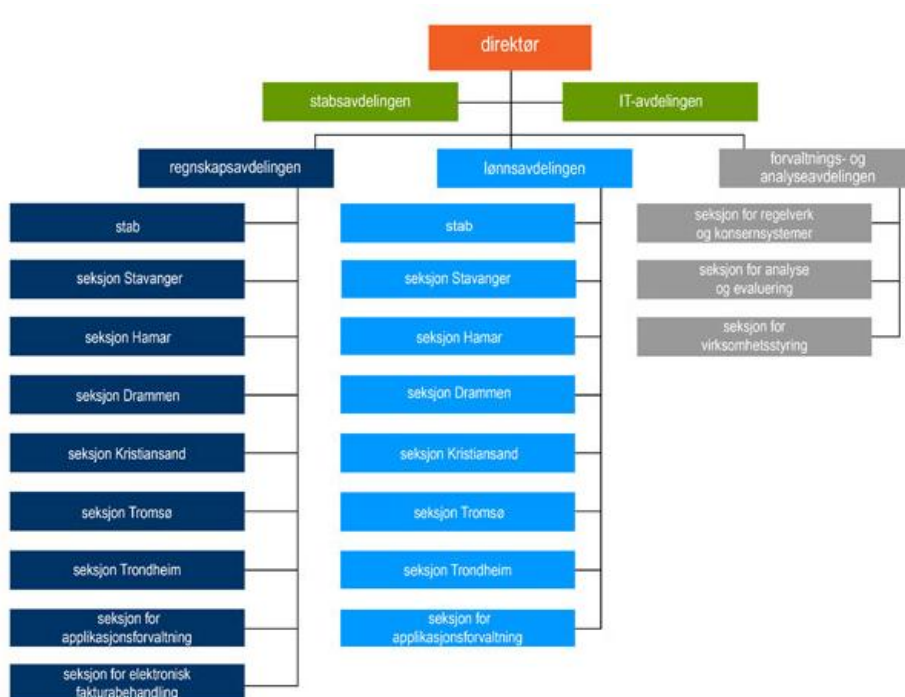 direktør
stabsavdelingen
IT-avdelingen
regnskapsavdelingen
lønnsavdelingen
forvaltnings- og
analyseavdelingen
stab
seksjon Stavanger
seksjon Hamar
seksjon Drammen
seksjon Kristiansand
seksjon Tromsø
seksjon Trondheim
seksjon for
applikasjonsforvaltning
seksjon for elektronisk
fakturabehandling
stab
seksjon Stavanger
seksjon Hamar
seksjon Drammen
seksjon Kristiansand
seksjon Tromsø
seksjon Trondheim
seksjon for
applikasjonsforvaltning
seksjon for regelverk
og konsernsystemer
seksjon for analyse
og evaluering
seksjon for
virksomhetsstyring